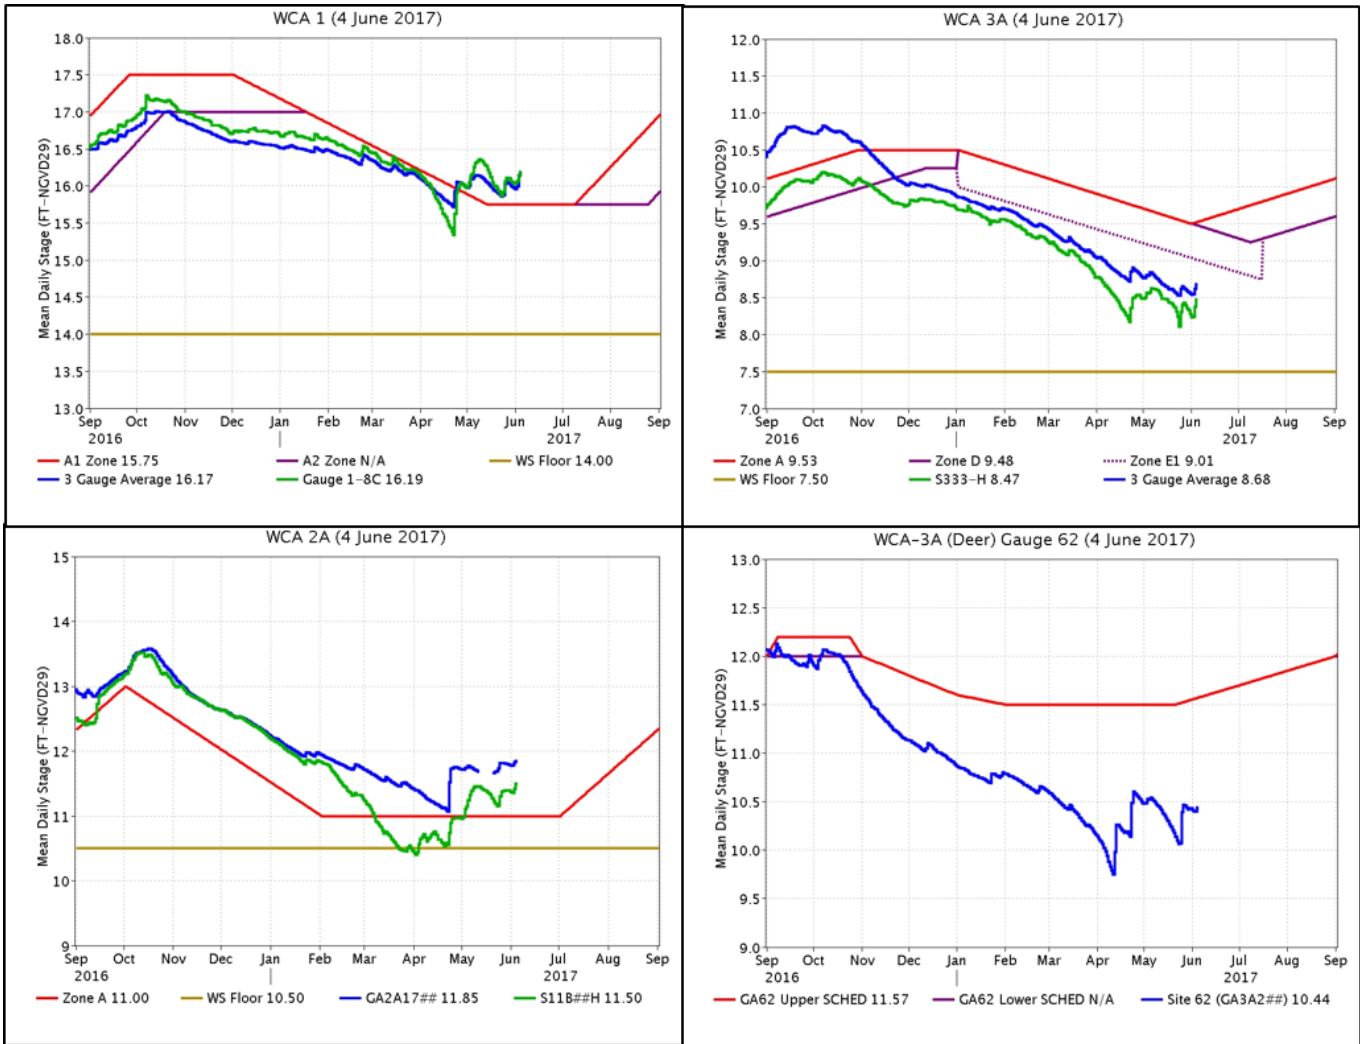 WCA 1 (4 June 2017)
Mean Daily Stage (FT-NGVD29)
18.0
17.5
17.0
16.5
16.0
15.5
15.0
14.5
14.0
13.5
13.0
Sep Oct Nov Dec Jan Feb Mar Apr May Jun Jul Aug Sep
2016 2017
A1 Zone 15.75 A2 Zone N/A WS Floor 14.00
3 Gauge Average 16.17 Gauge 1-8C 16.19
WCA 3A (4 June 2017)
Mean Daily Stage (FT-NGVD29)
12.0
11.5
11.0
10.5
10.0
9.5
9.0
8.5
8.0
7.5
7.0
Sep Oct Nov Dec Jan Feb Mar Apr May Jun Jul Aug Sep
2016 2017
Zone A 9.53 Zone D 9.48 Zone E1 9.01
WS Floor 7.50 S333-H 8.47 3 Gauge Average 8.68
WCA 2A (4 June 2017)
Mean Daily Stage (FT-NGVD29)
15
14
13
12
11
10
9
Sep Oct Nov Dec Jan Feb Mar Apr May Jun Jul Aug Sep
2016 2017
Zone A 11.00 WS Floor 10.50 GA2A17## 11.85 S11B##H 11.50
WCA-3A (Deer) Gauge 62 (4 June 2017)
Mean Daily Stage (FT-NGVD29)
13.0
12.5
12.0
11.5
11.0
10.5
10.0
9.5
9.0
Sep Oct Nov Dec Jan Feb Mar Apr May Jun Jul Aug Sep
2016 2017
GA62 Upper SCHED 11.57 GA62 Lower SCHED N/A Site 62 (GA3A2##) 10.44